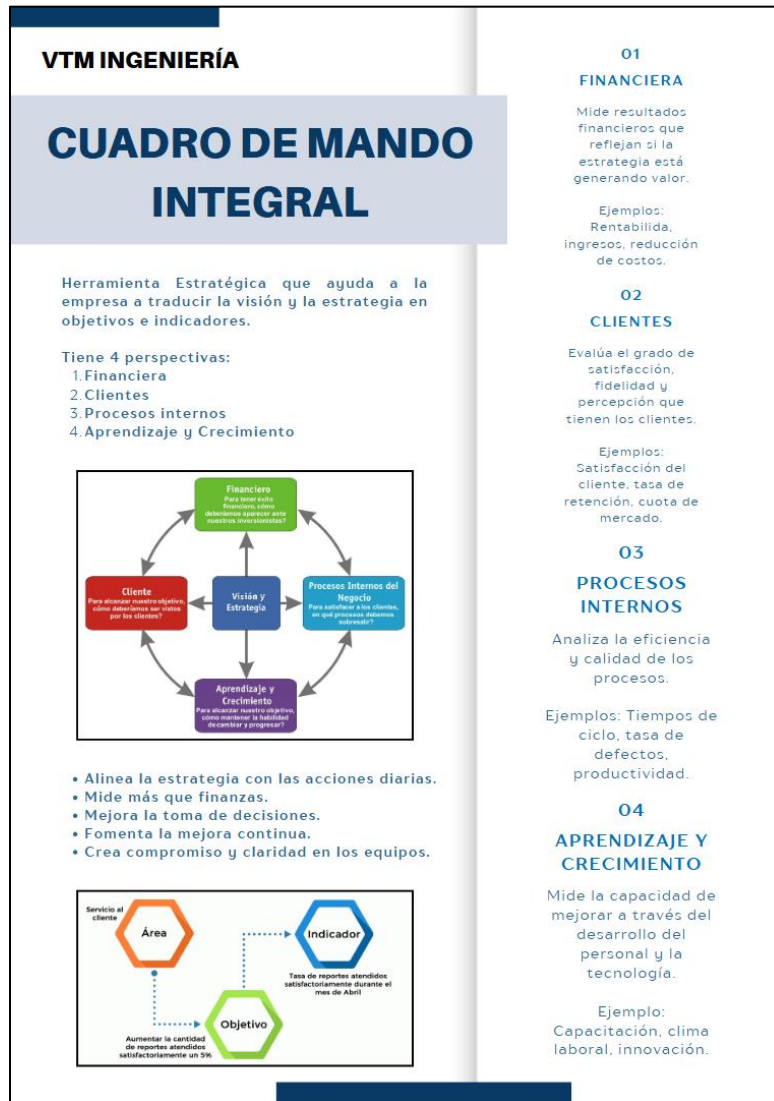 VTM INGENIERÍA
CUADRO DE MANDO
INTEGRAL
Herramienta Estratégica que ayuda a la
empresa a traducir la visión y la estrategia en
objetivos e indicadores.
Tiene 4 perspectivas:
1. Financiera
2. Clientes
3. Procesos internos
4. Aprendizaje y Crecimiento
Financiero
Para tener éxito
financiero, cómo
deberíamos aparecer ante
nuestros inversionistas?
Cliente
Para alcanzar nuestro objetivo,
cómo deberíamos ser vistos
por los clientes?
Visión y
Estrategia
Procesos Internos del
Negocio
Para satisfacer a los clientes,
en qué procesos debemos
sobresalir?
Aprendizaje y
Crecimiento
Para alcanzar nuestro objetivo,
cómo mantener la habilidad
de cambiar y progresar?
• Alinea la estrategia con las acciones diarias.
• Mide más que finanzas.
• Mejora la toma de decisiones.
• Fomenta la mejora continua.
• Crea compromiso y claridad en los equipos.
Servicio al
cliente
Área
Indicador
Tasa de reportes atendidos
satisfactoriamente durante el
mes de Abril
Objetivo
Aumentar la cantidad
de reportes atendidos
satisfactoriamente un 5%
01
FINANCIERA
Mide resultados
financieros que
reflejan si la
estrategia está
generando valor.
Ejemplos:
Rentabilida,
ingresos, reducción
de costos.
02
CLIENTES
Evalúa el grado de
satisfacción,
fidelidad y
percepción que
tienen los clientes.
Ejemplos:
Satisfacción del
cliente, tasa de
retención, cuota de
mercado.
03
PROCESOS
INTERNOS
Analiza la eficiencia
y calidad de los
procesos.
Ejemplos: Tiempos de
ciclo, tasa de
defectos,
productividad.
04
APRENDIZAJE Y
CRECIMIENTO
Mide la capacidad de
mejorar a través del
desarrollo del
personal y la
tecnología.
Ejemplo:
Capacitación, clima
laboral, innovación.